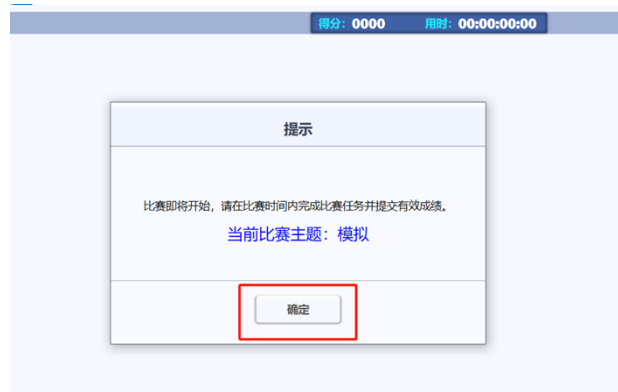 得分：0000 用时：00:00:00:00
提示
比赛即将开始，请在比赛时间内完成比赛任务并提交有效成绩。
当前比赛主题：模拟
确定